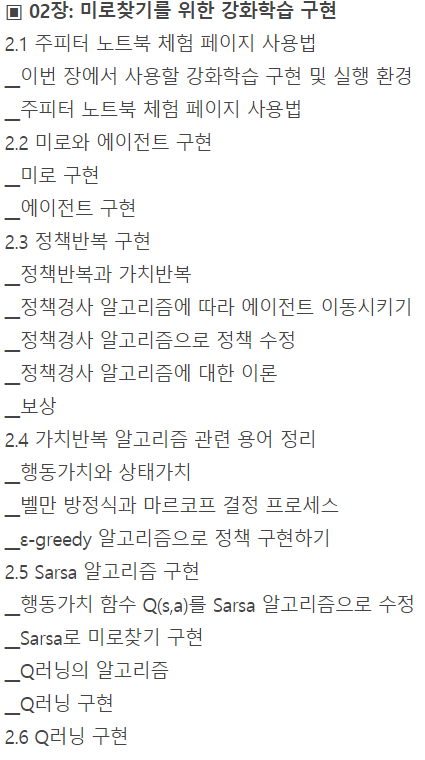 ▣ 02장: 미로찾기를 위한 강화학습 구현
2.1 주피터 노트북 체험 페이지 사용법
__이번 장에서 사용할 강화학습 구현 및 실행 환경
__주피터 노트북 체험 페이지 사용법
2.2 미로와 에이전트 구현
__미로 구현
__에이전트 구현
2.3 정책반복 구현
__정책반복과 가치반복
__정책경사 알고리즘에 따라 에이전트 이동시키기
__정책경사 알고리즘으로 정책 수정
__정책경사 알고리즘에 대한 이론
__보상
2.4 가치반복 알고리즘 관련 용어 정리
__행동가치와 상태가치
__벨만 방정식과 마르코프 결정 프로세스
__ε-greedy 알고리즘으로 정책 구현하기
2.5 Sarsa 알고리즘 구현
__행동가치 함수 Q(s,a)를 Sarsa 알고리즘으로 수정
__Sarsa로 미로찾기 구현
__Q러닝의 알고리즘
__Q러닝 구현
2.6 Q러닝 구현